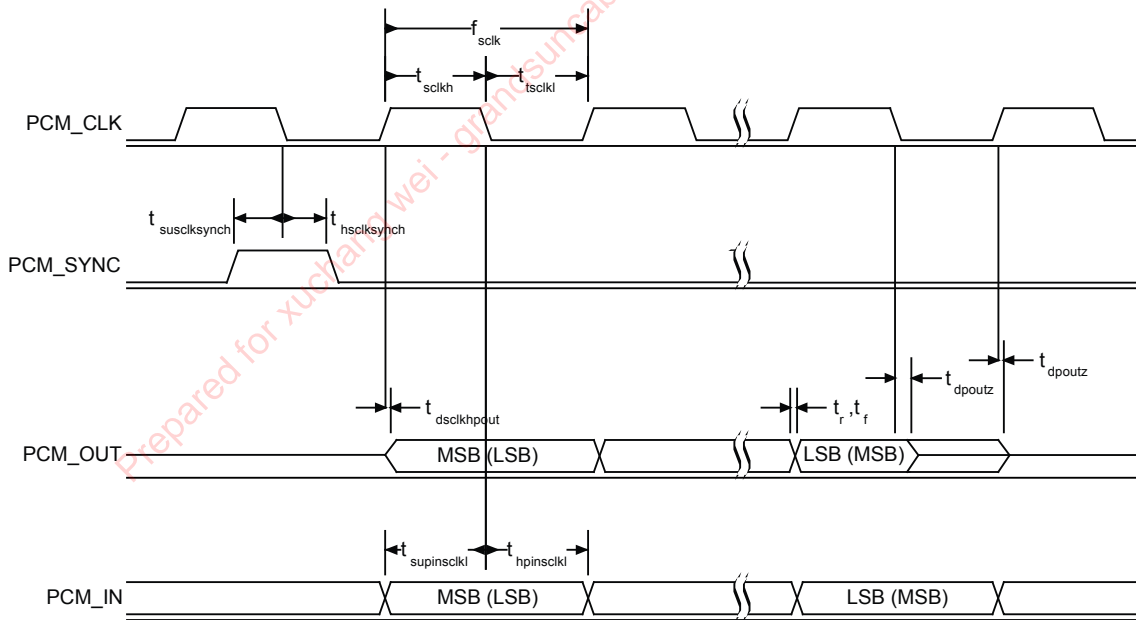 f sclk
t sclkh
t tsclkl
PCM_CLK
t susclksynch
t hsclksynch
PCM_SYNC
t dpoutz
t dpoutz
t dsclkhpout
t r ,t f
PCM_OUT
MSB (LSB)
LSB (MSB)
t supinsclkl
t hpinsclkl
PCM_IN
MSB (LSB)
LSB (MSB)
Prepared for xuchang wei - grandsuncab